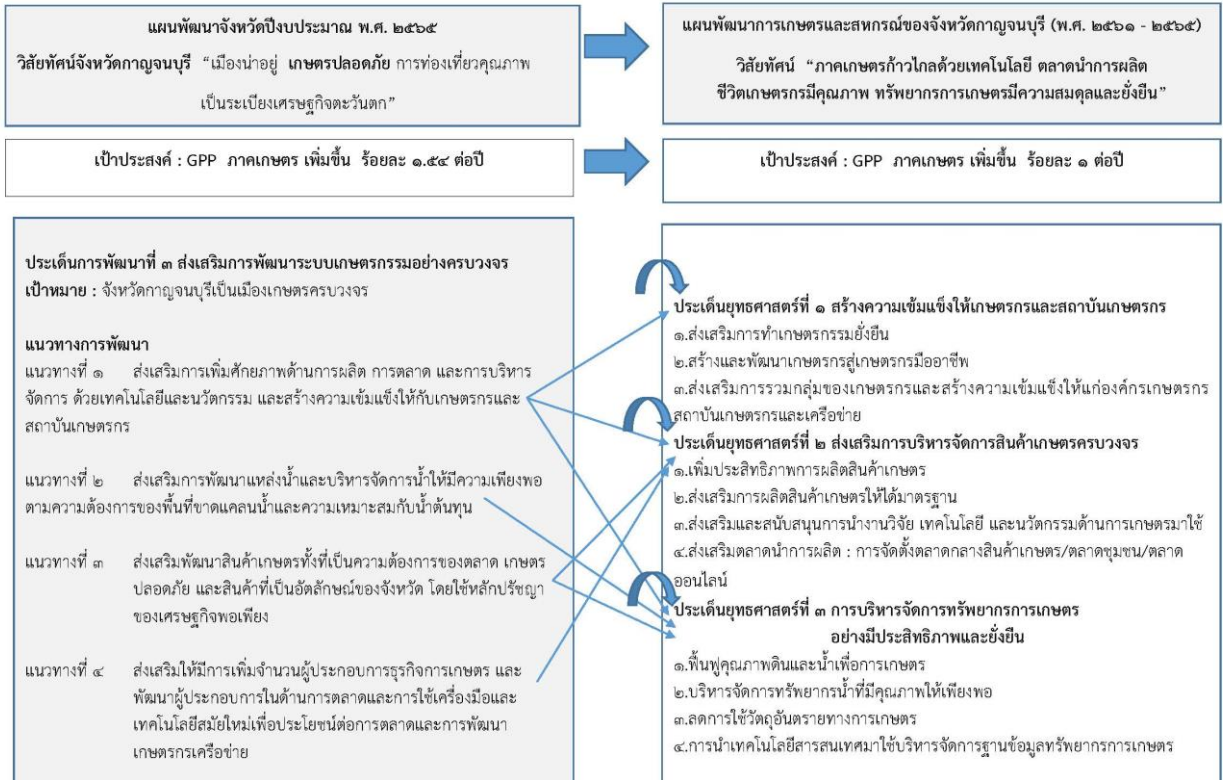 แผนพัฒนาจังหวัดปีงบประมาณ พ.ศ. ๒๕๖๕
วิสัยทัศน์จังหวัดกาญจนบุรี "เมืองน่าอยู่ เกษตรปลอดภัย การท่องเที่ยวคุณภาพ
เป็นระเบียงเศรษฐกิจตะวันตก"
แผนพัฒนาการเกษตรและสหกรณ์ของจังหวัดกาญจนบุรี (พ.ศ. ๒๕๖๑ - ๒๕๖๕)
วิสัยทัศน์ "ภาคเกษตรก้าวไกลด้วยเทคโนโลยี ตลาดนำการผลิต
ชีวิตเกษตรกรมีคุณภาพ ทรัพยากรการเกษตรมีความสมดุลและยั่งยืน"
เป้าประสงค์ : GPP ภาคเกษตร เพิ่มขึ้น ร้อยละ ๑.๕๔ ต่อปี
เป้าประสงค์ : GPP ภาคเกษตร เพิ่มขึ้น ร้อยละ ๑ ต่อปี
ประเด็นการพัฒนาที่ ๓ ส่งเสริมการพัฒนาระบบเกษตรกรรมอย่างครบวงจร
เป้าหมาย : จังหวัดกาญจนบุรีเป็นเมืองเกษตรครบวงจร
แนวทางการพัฒนา
แนวทางที่ ๑ ส่งเสริมการเพิ่มศักยภาพด้านการผลิต การตลาด และการบริหาร
จัดการ ด้วยเทคโนโลยีและนวัตกรรม และสร้างความเข้มแข็งให้กับเกษตรกรและ
สถาบันเกษตรกร
แนวทางที่ ๒ ส่งเสริมการพัฒนาแหล่งน้ำและบริหารจัดการน้ำให้มีความเพียงพอ
ตามความต้องการของพื้นที่ขาดแคลนน้ำและความเหมาะสมกับน้ำต้นทุน
แนวทางที่ ๓ ส่งเสริมพัฒนาสินค้าเกษตรทั้งที่เป็นความต้องการของตลาด เกษตร
ปลอดภัย และสินค้าที่เป็นอัตลักษณ์ของจังหวัด โดยใช้หลักปรัชญา
ของเศรษฐกิจพอเพียง
แนวทางที่ ๔ ส่งเสริมให้มีการเพิ่มจำนวนผู้ประกอบการธุรกิจการเกษตร และ
พัฒนาผู้ประกอบการในด้านการตลาดและการใช้เครื่องมือและ
เทคโนโลยีสมัยใหม่เพื่อประโยชน์ต่อการตลาดและการพัฒนา
เกษตรกรเครือข่าย
ประเด็นยุทธศาสตร์ที่ ๑ สร้างความเข้มแข็งให้เกษตรกรและสถาบันเกษตรกร
๑.ส่งเสริมการทำเกษตรกรรมยั่งยืน
๒.สร้างและพัฒนาเกษตรกรสู่เกษตรกรมืออาชีพ
๓.ส่งเสริมการรวมกลุ่มของเกษตรกรและสร้างความเข้มแข็งให้แก่องค์กรเกษตรกร
สถาบันเกษตรกรและเครือข่าย
ประเด็นยุทธศาสตร์ที่ ๒ ส่งเสริมการบริหารจัดการสินค้าเกษตรครบวงจร
๑.เพิ่มประสิทธิภาพการผลิตสินค้าเกษตร
๒.ส่งเสริมการผลิตสินค้าเกษตรให้ได้มาตรฐาน
๓.ส่งเสริมและสนับสนุนการนำงานวิจัย เทคโนโลยี และนวัตกรรมด้านการเกษตรมาใช้
๔.ส่งเสริมตลาดนำการผลิต : การจัดตั้งตลาดกลางสินค้าเกษตร/ตลาดชุมชน/ตลาด
ออนไลน์
ประเด็นยุทธศาสตร์ที่ ๓ การบริหารจัดการทรัพยากรการเกษตร
อย่างมีประสิทธิภาพและยั่งยืน
๑.ฟื้นฟูคุณภาพดินและน้ำเพื่อการเกษตร
๒.บริหารจัดการทรัพยากรน้ำที่มีคุณภาพให้เพียงพอ
๓.ลดการใช้วัตถุอันตรายทางการเกษตร
๔.การนำเทคโนโลยีสารสนเทศมาใช้บริหารจัดการฐานข้อมูลทรัพยากรการเกษตร